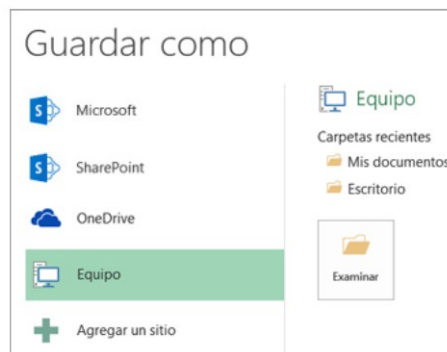 Guardar como
Microsoft
SharePoint
OneDrive
Equipo
Agregar un sitio
Equipo
Carpetas recientes
Mis documentos
Escritorio
Examinar